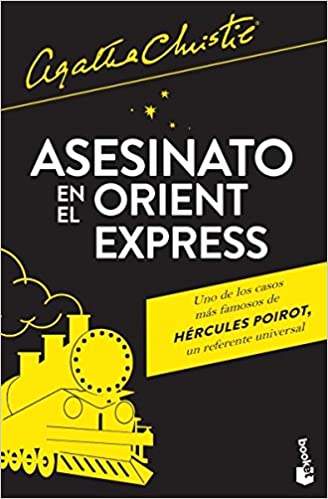 Agatha Christie
ASESINATO
EN EL ORIENT
EXPRESS
Uno de los casos
más famosos de
HÉRCULES POIROT,
un referente universal
booket